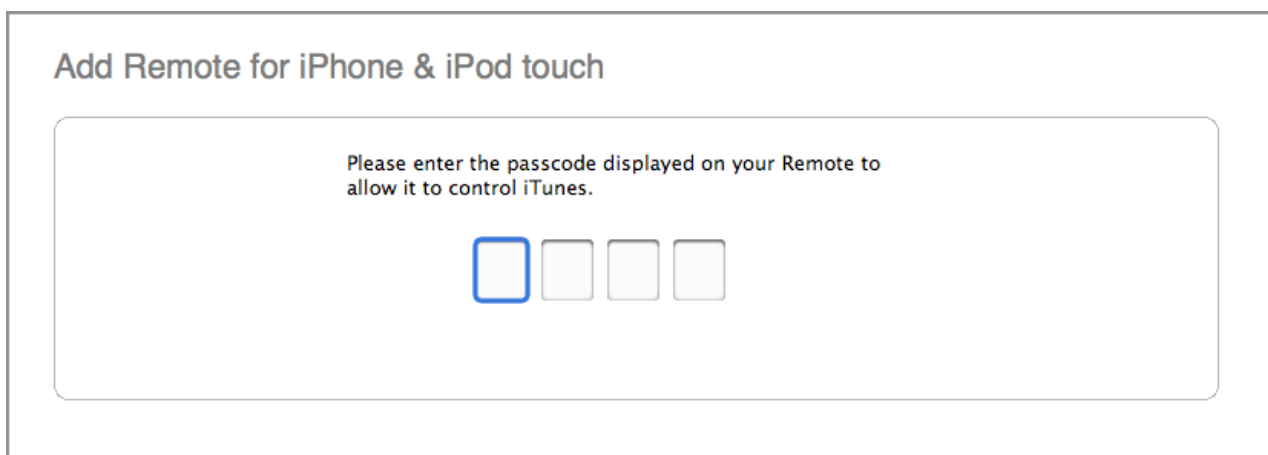 Add Remote for iPhone & iPod touch
Please enter the passcode displayed on your Remote to
allow it to control iTunes.